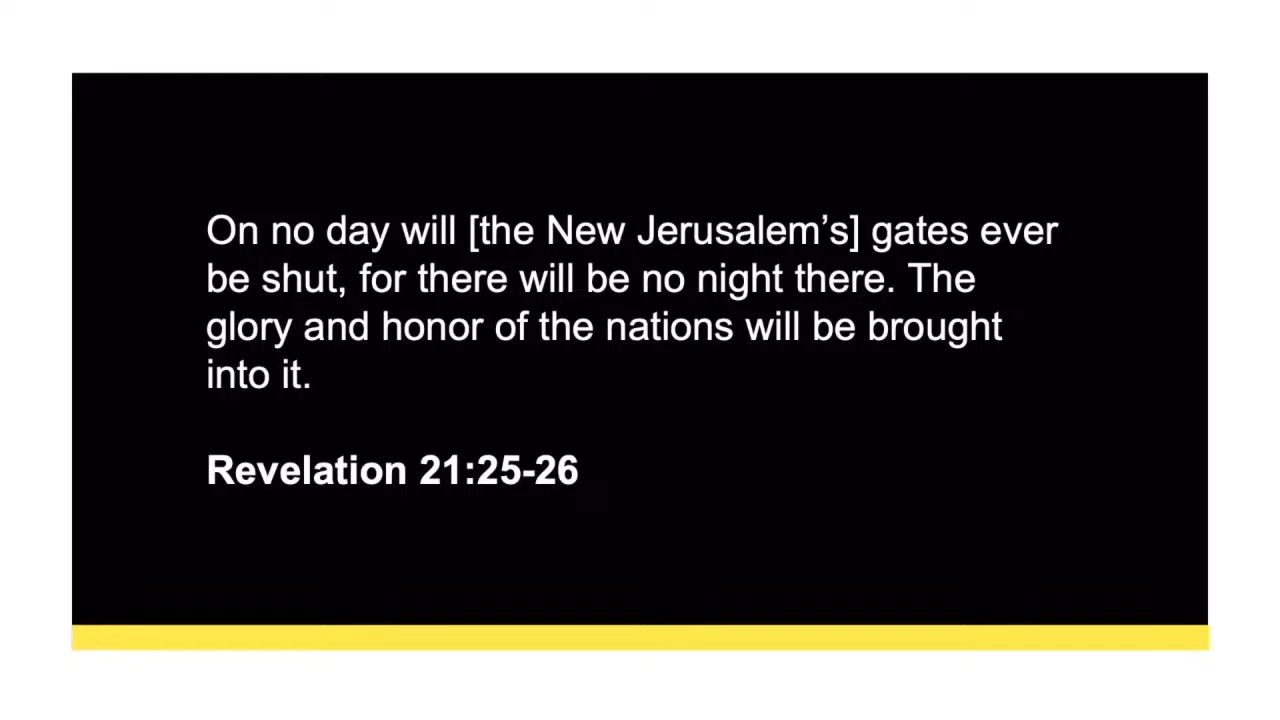 On no day will [the New Jerusalem’s] gates ever
be shut, for there will be no night there. The
glory and honor of the nations will be brought
into it.
Revelation 21:25-26